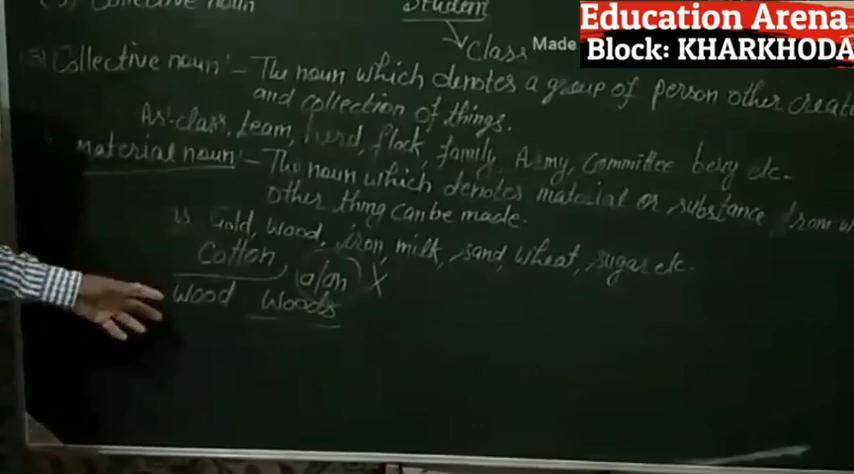 Collective noun
Student
Class
Education Arena
Made
Block: KHARKHODA
Collective noun - The noun which denotes a group of person other creat
and collection of things.
As - class, team, herd, flock, family, Army, Committee bevy etc.
Material noun - The noun which denotes material or substance from w
other thing can be made.
Gold, wood, iron, milk, sand, wheat, sugar etc.
Cotton
a/an X
Wood Woods